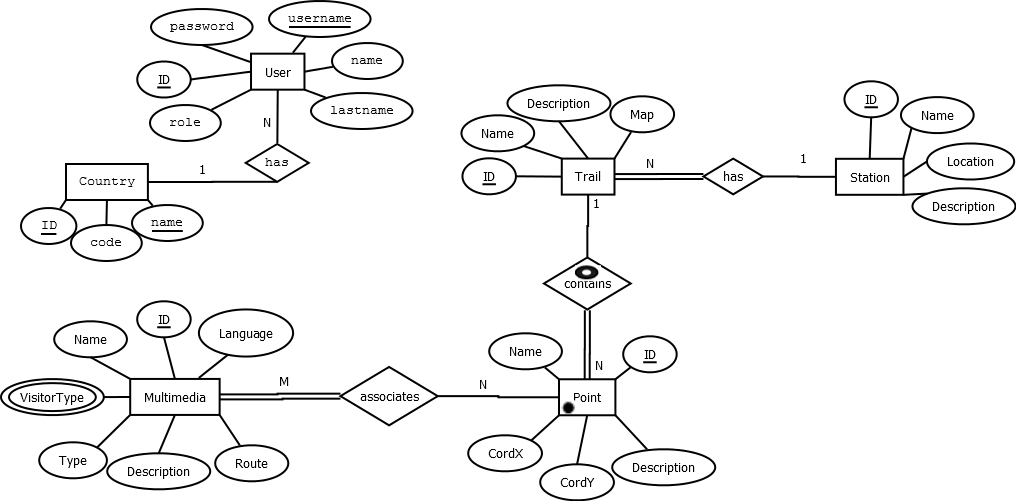 username
password
name
User
ID
lastname
role
N
has
1
Country
ID
name
code
Description
Map
Name
Trail
ID
N
has
1
ID
Name
Station
Location
Description
1
contains
N
Name
ID
Point
CordX
CordY
Description
ID
Name
Language
VisitorType
Multimedia
M
associates
N
Type
Description
Route